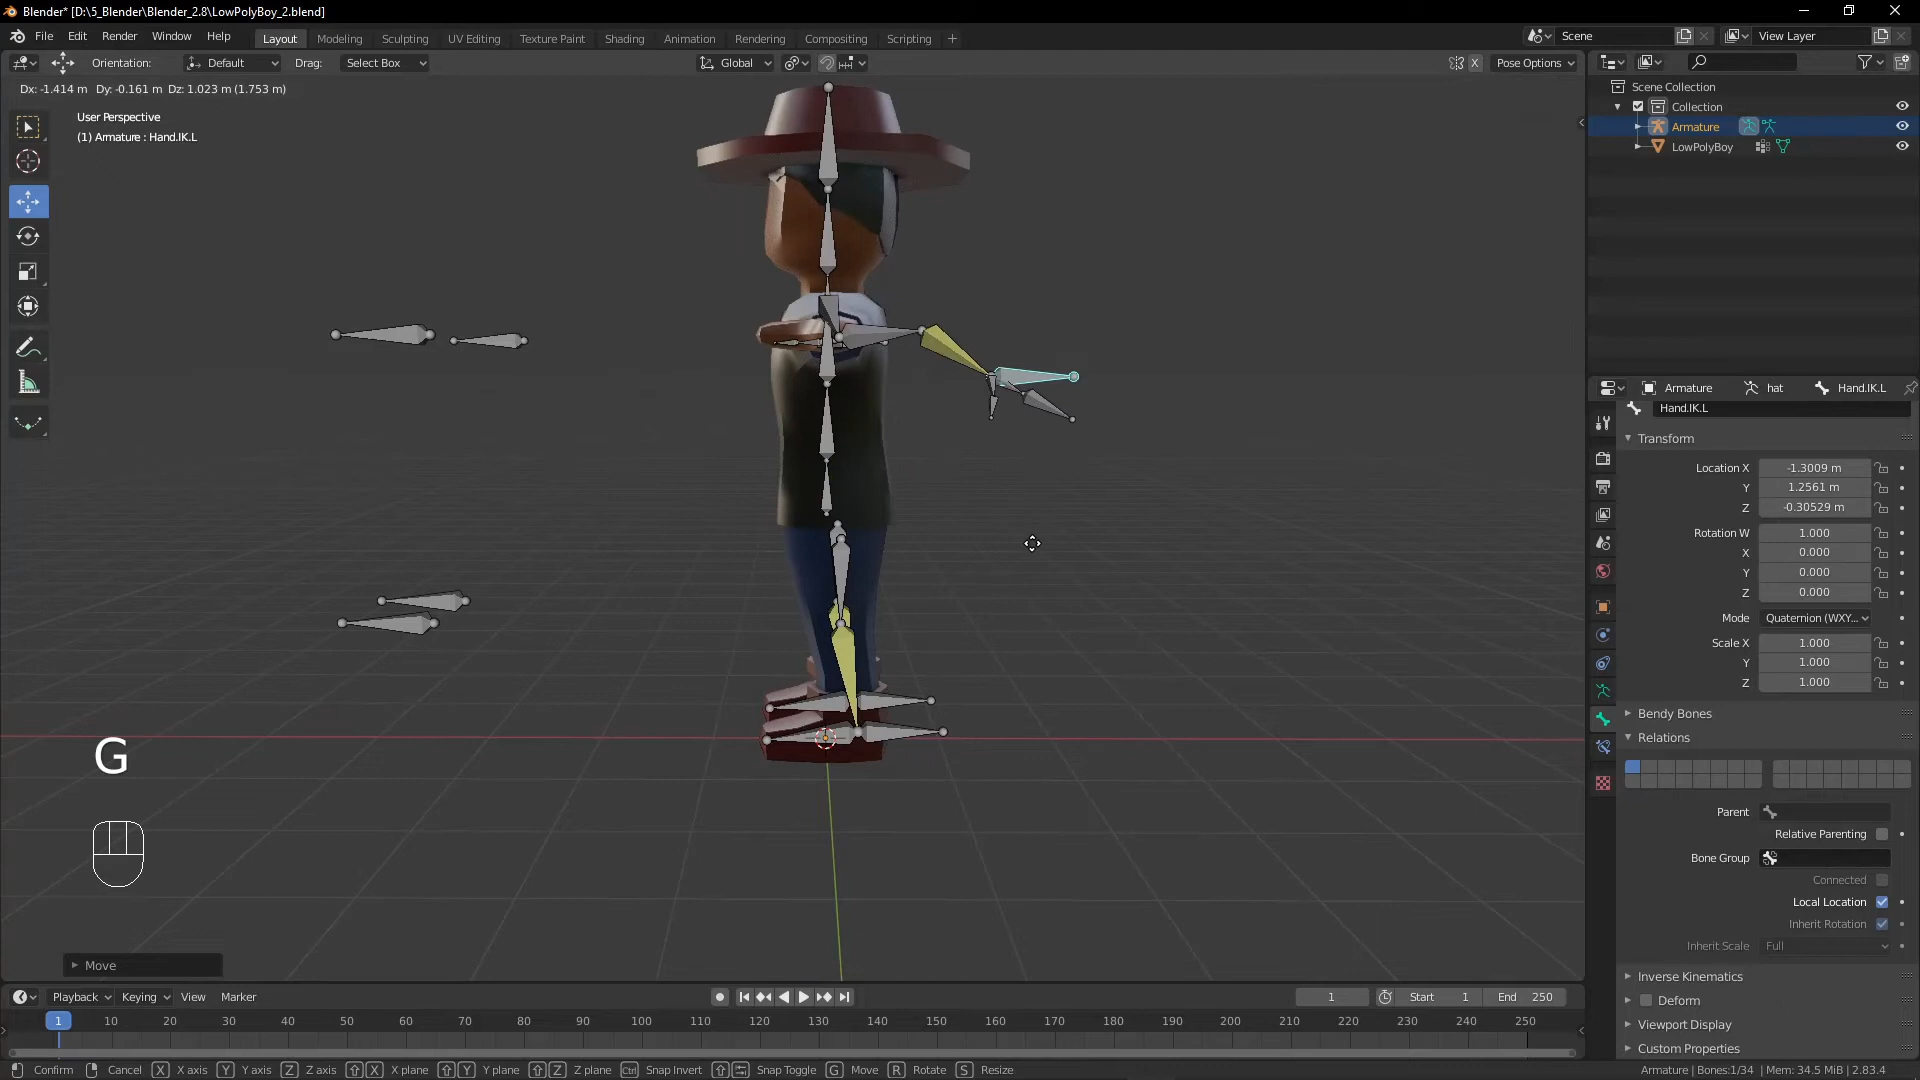 Blender* [D:\5_Blender\Blender_2.8\LowPolyBoy_2.blend]
File Edit Render Window Help
Layout Modeling Sculpting UV Editing Texture Paint Shading Animation Rendering Compositing Scripting +
Scene
View Layer
Orientation: Default Drag: Select Box
Global
X Pose Options
Dx: -1.414 m Dy: -0.161 m Dz: 1.023 m (1.753 m)
User Perspective
(1) Armature : Hand.IK.L
Scene Collection
Collection
Armature
LowPolyBoy
Armature hat Hand.IK.L
Hand.IK.L
Transform
Location X -1.3009 m
Y 1.2561 m
Z -0.30529 m
Rotation W 1.000
X 0.000
Y 0.000
Z 0.000
Mode Quaternion (WXY...
Scale X 1.000
Y 1.000
Z 1.000
Bendy Bones
Relations
Parent
Relative Parenting
Bone Group
Connected
Local Location
Inherit Rotation
Inherit Scale Full
Inverse Kinematics
Deform
Viewport Display
Custom Properties
G
Move
Playback Keying View Marker
1 Start 1 End 250
1 10 20 30 40 50 60 70 80 90 100 110 120 130 140 150 160 170 180 190 200 210 220 230 240 250
Confirm Cancel X X axis Y Y axis Z Z axis X X plane Y Y plane Z Z plane Ctrl Snap Invert Snap Toggle G Move R Rotate S Resize
Armature | Bones:1/34 | Mem: 34.5 MiB | 2.83.4